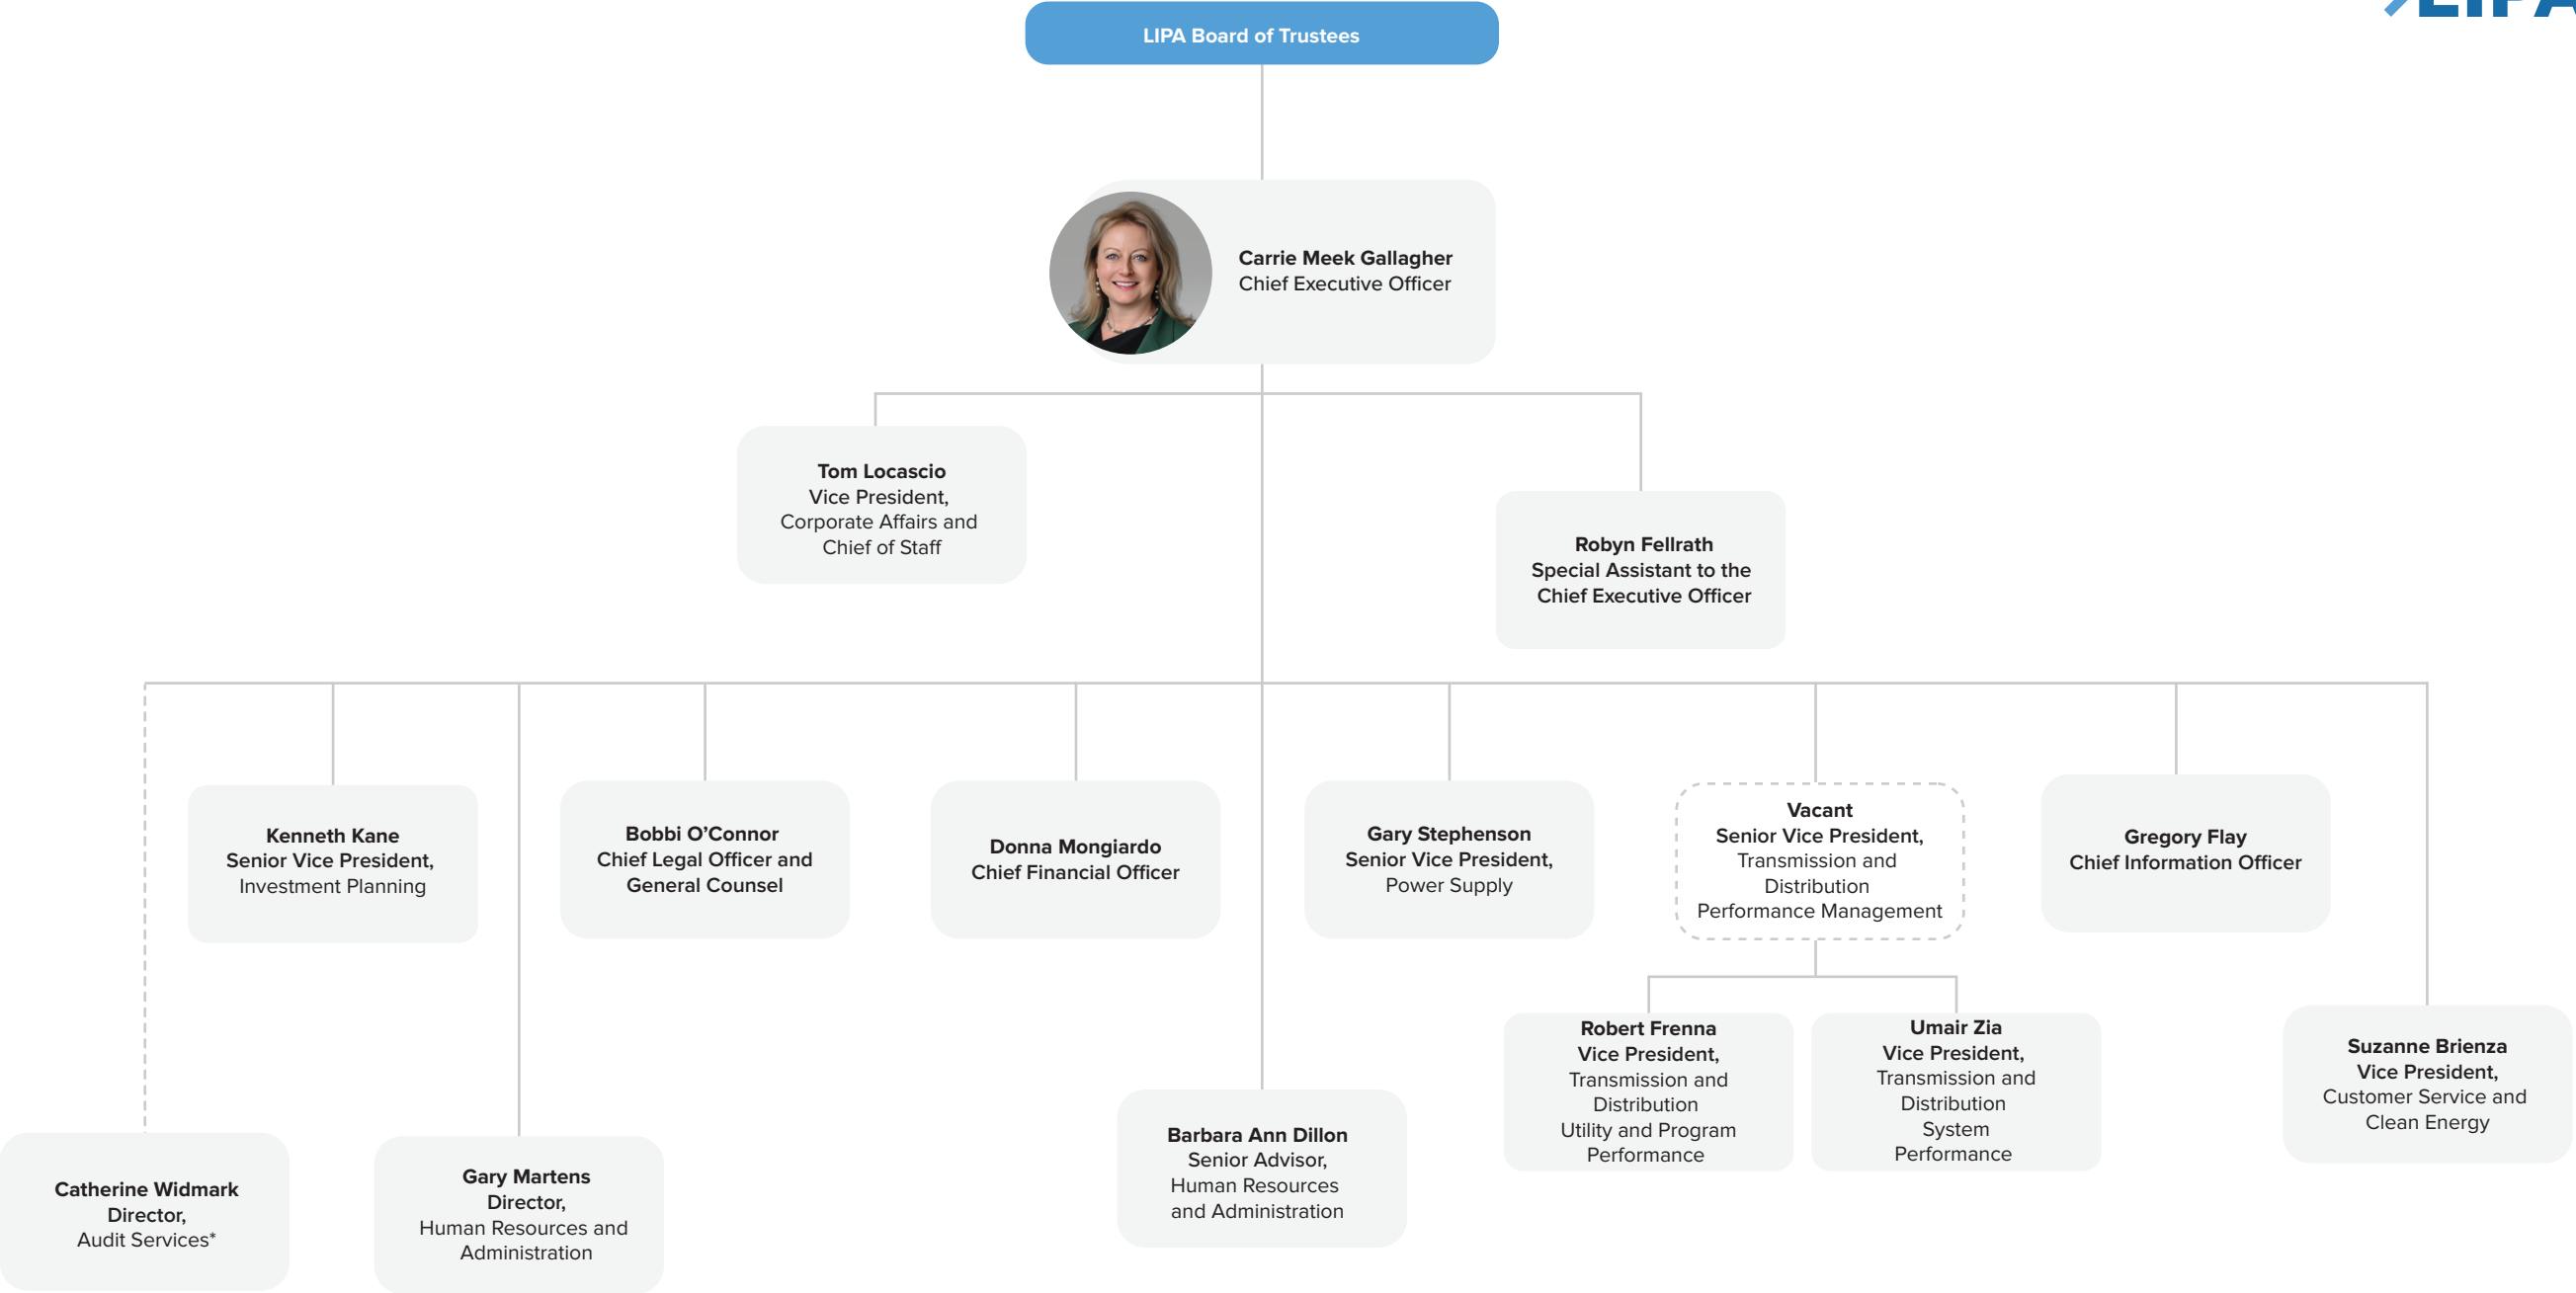 LIPA
LIPA Board of Trustees
Carrie Meek Gallagher
Chief Executive Officer
Tom Locascio
Vice President,
Corporate Affairs and
Chief of Staff
Robyn Fellrath
Special Assistant to the
Chief Executive Officer
Kenneth Kane
Senior Vice President,
Investment Planning
Bobbi O’Connor
Chief Legal Officer and
General Counsel
Donna Mongiardo
Chief Financial Officer
Gary Stephenson
Senior Vice President,
Power Supply
Vacant
Senior Vice President,
Transmission and
Distribution
Performance Management
Gregory Flay
Chief Information Officer
Robert Frenna
Vice President,
Transmission and
Distribution
Utility and Program
Performance
Umair Zia
Vice President,
Transmission and
Distribution
System
Performance
Suzanne Brienza
Vice President,
Customer Service and
Clean Energy
Catherine Widmark
Director,
Audit Services*
Gary Martens
Director,
Human Resources and
Administration
Barbara Ann Dillon
Senior Advisor,
Human Resources
and Administration